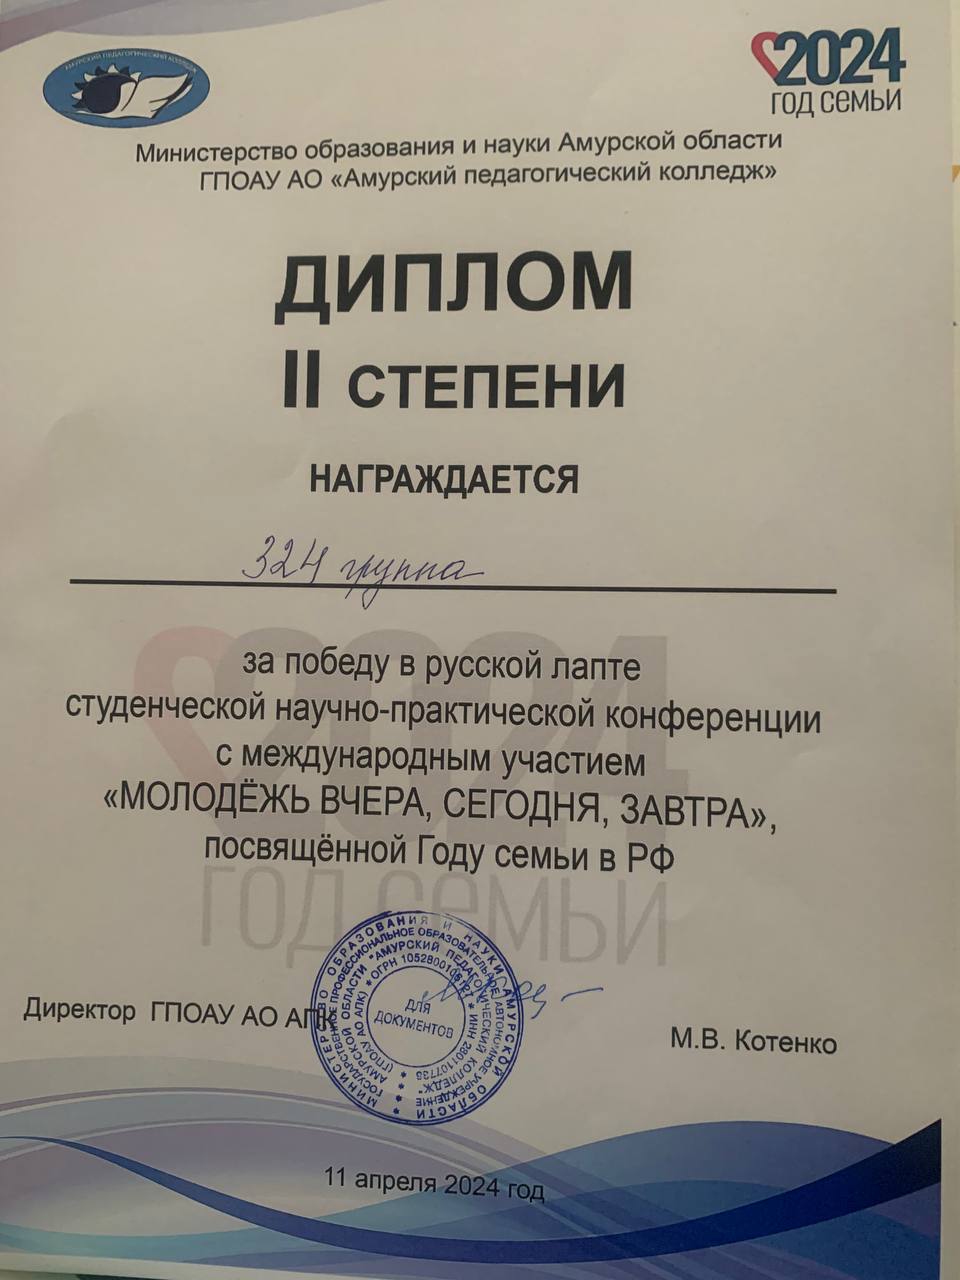 АМУРСКИЙ ПЕДАГОГИЧЕСКИЙ КОЛЛЕДЖ
2024
ГОД СЕМЬИ
Министерство образования и науки Амурской области
ГПОАУ АО «Амурский педагогический колледж»
ДИПЛОМ
II СТЕПЕНИ
НАГРАЖДАЕТСЯ
324 группа
за победу в русской лапте
студенческой научно-практической конференции
с международным участием
«МОЛОДЁЖЬ ВЧЕРА, СЕГОДНЯ, ЗАВТРА»,
посвящённой Году семьи в РФ
2024
ГОД СЕМЬИ
Директор ГПОАУ АО АПК
МИНИСТЕРСТВО ОБРАЗОВАНИЯ И НАУКИ АМУРСКОЙ ОБЛАСТИ
ГОСУДАРСТВЕННОЕ ПРОФЕССИОНАЛЬНОЕ ОБРАЗОВАТЕЛЬНОЕ АВТОНОМНОЕ УЧРЕЖДЕНИЕ
АМУРСКОЙ ОБЛАСТИ "АМУРСКИЙ ПЕДАГОГИЧЕСКИЙ КОЛЛЕДЖ"
(ГПОАУ АО АПК) * ОГРН * ИНН
ДЛЯ
ДОКУМЕНТОВ
М.В. Котенко
11 апреля 2024 год